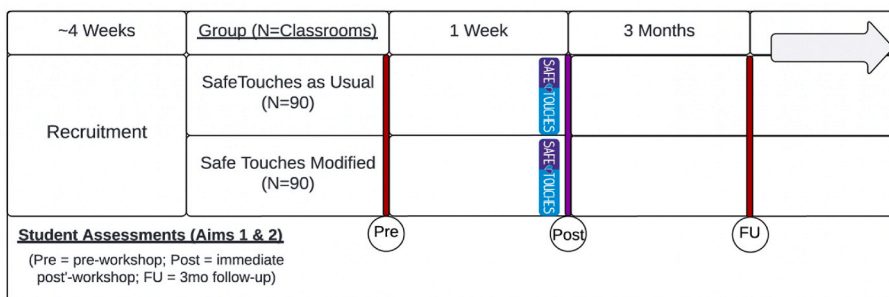 ~4 Weeks
Group (N=Classrooms)
1 Week
3 Months
Recruitment
SafeTouches as Usual
(N=90)
SAFE TOUCHES
Safe Touches Modified
(N=90)
SAFE TOUCHES
Pre
Post
FU
Student Assessments (Aims 1 & 2)
(Pre = pre-workshop; Post = immediate
post'-workshop; FU = 3mo follow-up)